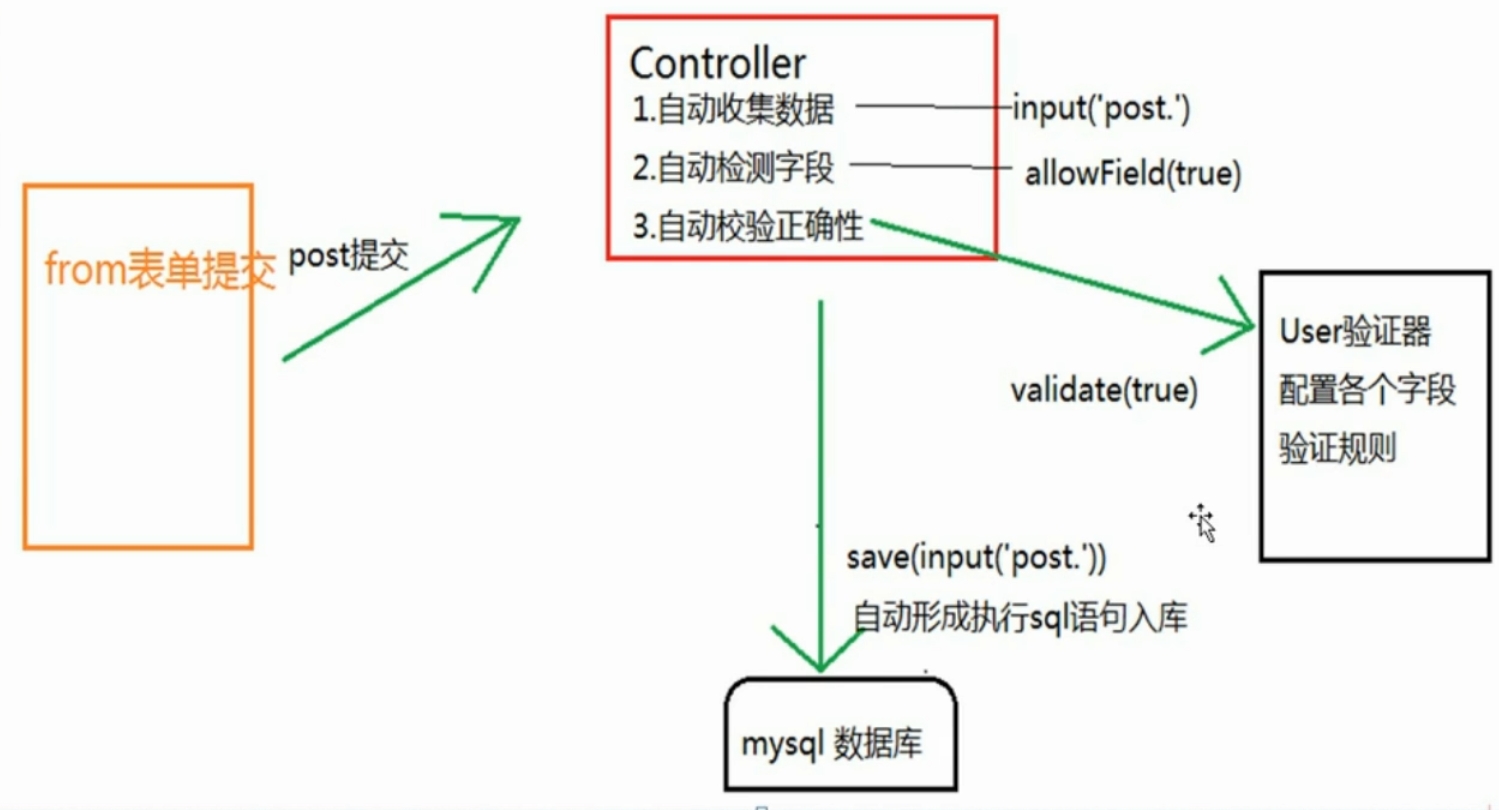 Controller
1.自动收集数据
input('post.')
2.自动检测字段
allowField(true)
3.自动校验正确性
from表单提交
post提交
User验证器
配置各个字段
验证规则
validate(true)
save(input('post.'))
自动形成执行sql语句入库
mysql 数据库